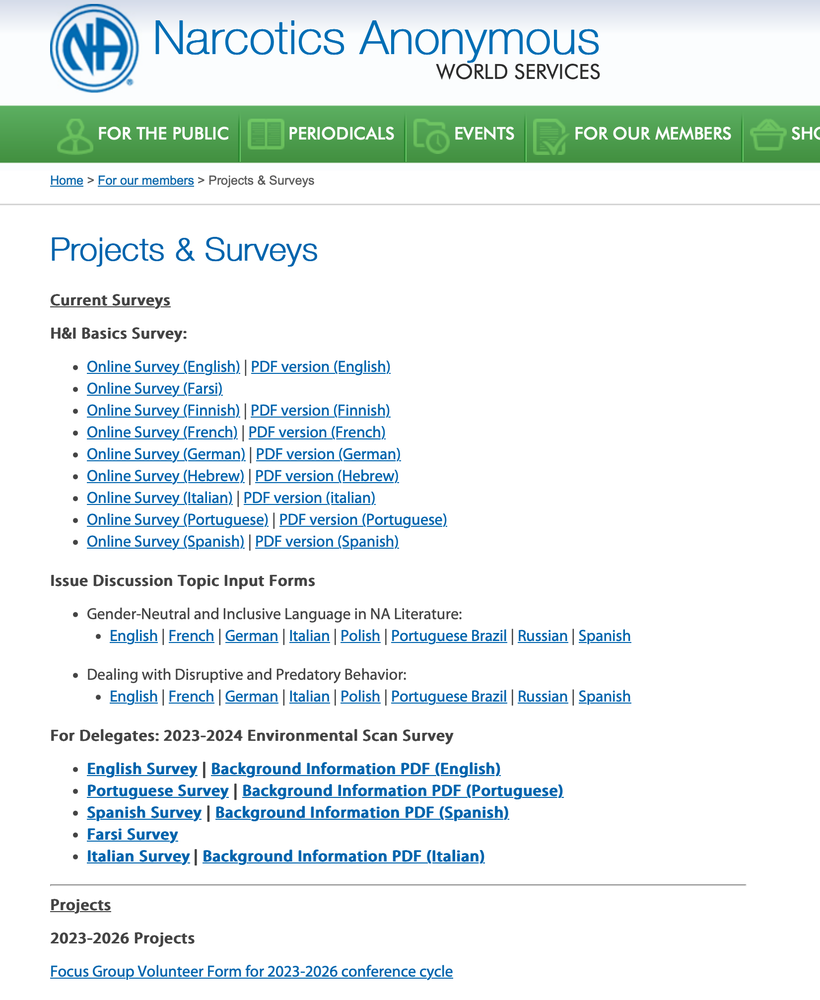 NA
®
Narcotics Anonymous
WORLD SERVICES
FOR THE PUBLIC
PERIODICALS
EVENTS
FOR OUR MEMBERS
Home > For our members > Projects & Surveys
Projects & Surveys
Current Surveys
H&I Basics Survey:
• Online Survey (English) | PDF version (English)
• Online Survey (Farsi)
• Online Survey (Finnish) | PDF version (Finnish)
• Online Survey (French) | PDF version (French)
• Online Survey (German) | PDF version (German)
• Online Survey (Hebrew) | PDF version (Hebrew)
• Online Survey (Italian) | PDF version (italian)
• Online Survey (Portuguese) | PDF version (Portuguese)
• Online Survey (Spanish) | PDF version (Spanish)
Issue Discussion Topic Input Forms
• Gender-Neutral and Inclusive Language in NA Literature:
• English | French | German | Italian | Polish | Portuguese Brazil | Russian | Spanish
• Dealing with Disruptive and Predatory Behavior:
• English | French | German | Italian | Polish | Portuguese Brazil | Russian | Spanish
For Delegates: 2023-2024 Environmental Scan Survey
• English Survey | Background Information PDF (English)
• Portuguese Survey | Background Information PDF (Portuguese)
• Spanish Survey | Background Information PDF (Spanish)
• Farsi Survey
• Italian Survey | Background Information PDF (Italian)
Projects
2023-2026 Projects
Focus Group Volunteer Form for 2023-2026 conference cycle